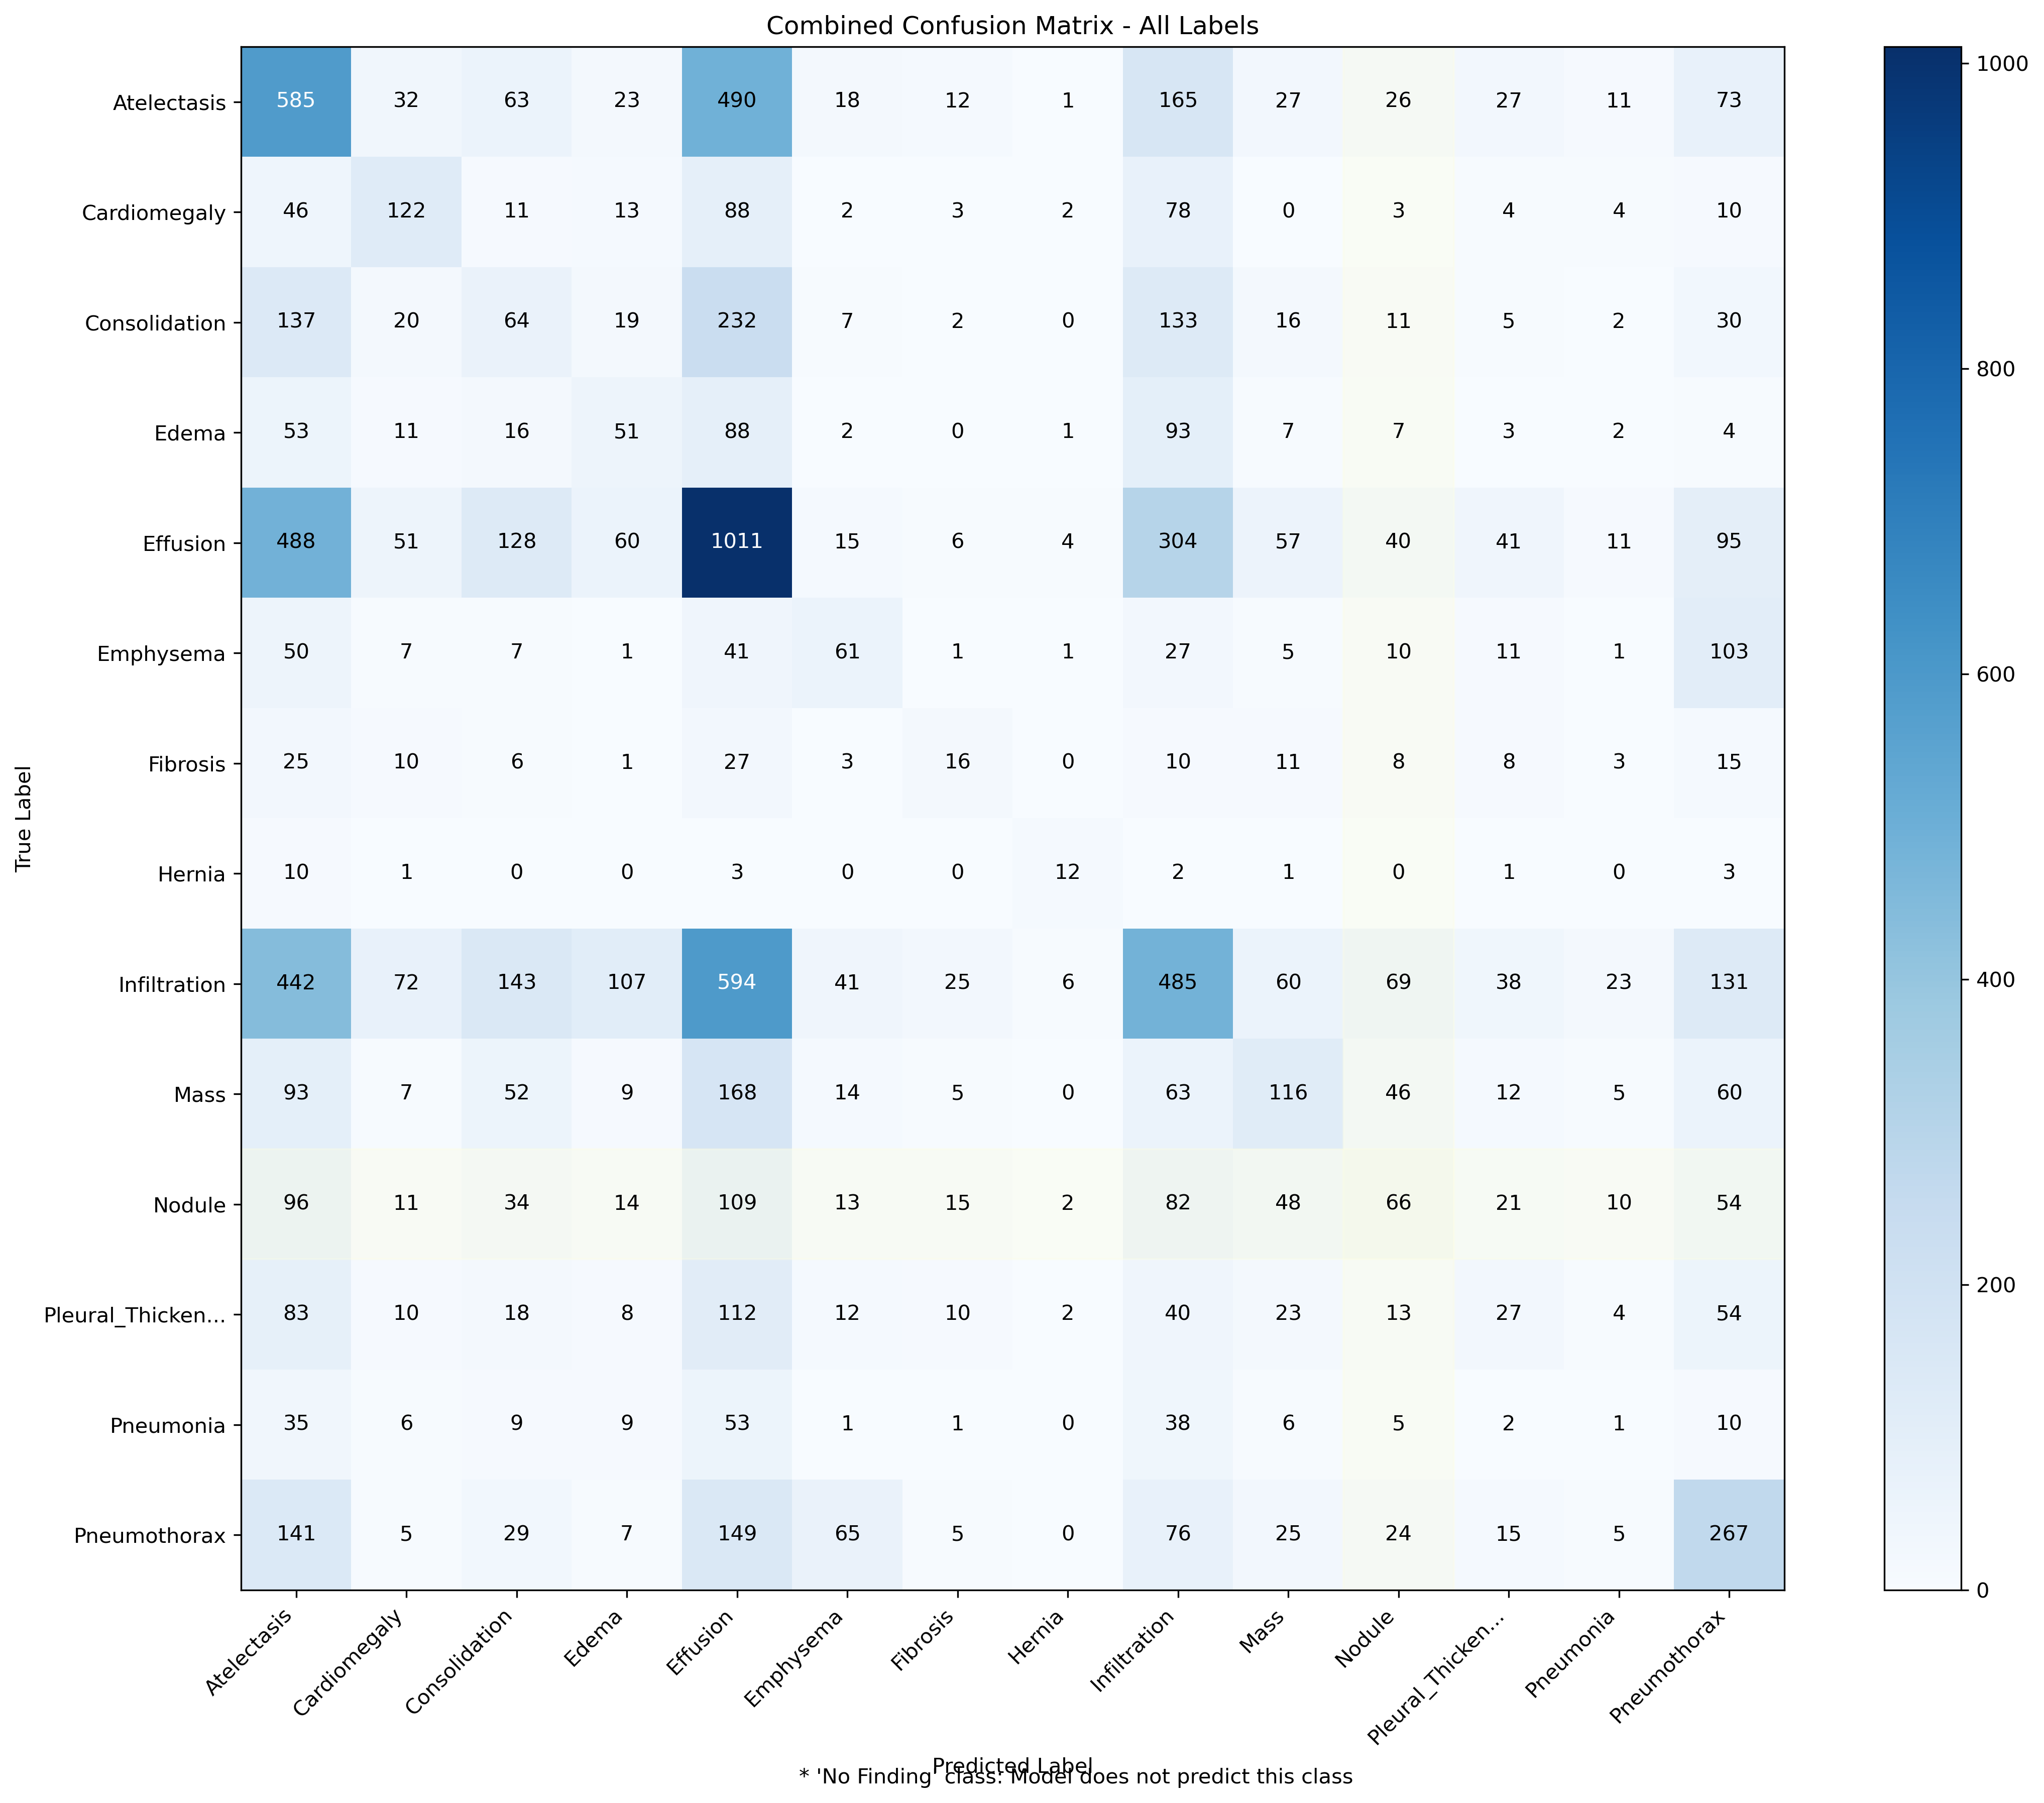 Combined Confusion Matrix - All Labels
Atelectasis 585 32 63 23 490 18 12 1 165 27 26 27 11 73
Cardiomegaly 46 122 11 13 88 2 3 2 78 0 3 4 4 10
Consolidation 137 20 64 19 232 7 2 0 133 16 11 5 2 30
Edema 53 11 16 51 88 2 0 1 93 7 7 3 2 4
Effusion 488 51 128 60 1011 15 6 4 304 57 40 41 11 95
Emphysema 50 7 7 1 41 61 1 1 27 5 10 11 1 103
Fibrosis 25 10 6 1 27 3 16 0 10 11 8 8 3 15
Hernia 10 1 0 0 3 0 0 12 2 1 0 1 0 3
Infiltration 442 72 143 107 594 41 25 6 485 60 69 38 23 131
Mass 93 7 52 9 168 14 5 0 63 116 46 12 5 60
Nodule 96 11 34 14 109 13 15 2 82 48 66 21 10 54
Pleural_Thicken... 83 10 18 8 112 12 10 2 40 23 13 27 4 54
Pneumonia 35 6 9 9 53 1 1 0 38 6 5 2 1 10
Pneumothorax 141 5 29 7 149 65 5 0 76 25 24 15 5 267
True Label
Atelectasis Cardiomegaly Consolidation Edema Effusion Emphysema Fibrosis Hernia Infiltration Mass Nodule Pleural_Thicken... Pneumonia Pneumothorax
Predicted Label
* 'No Finding' class: Model does not predict this class
1000
800
600
400
200
0